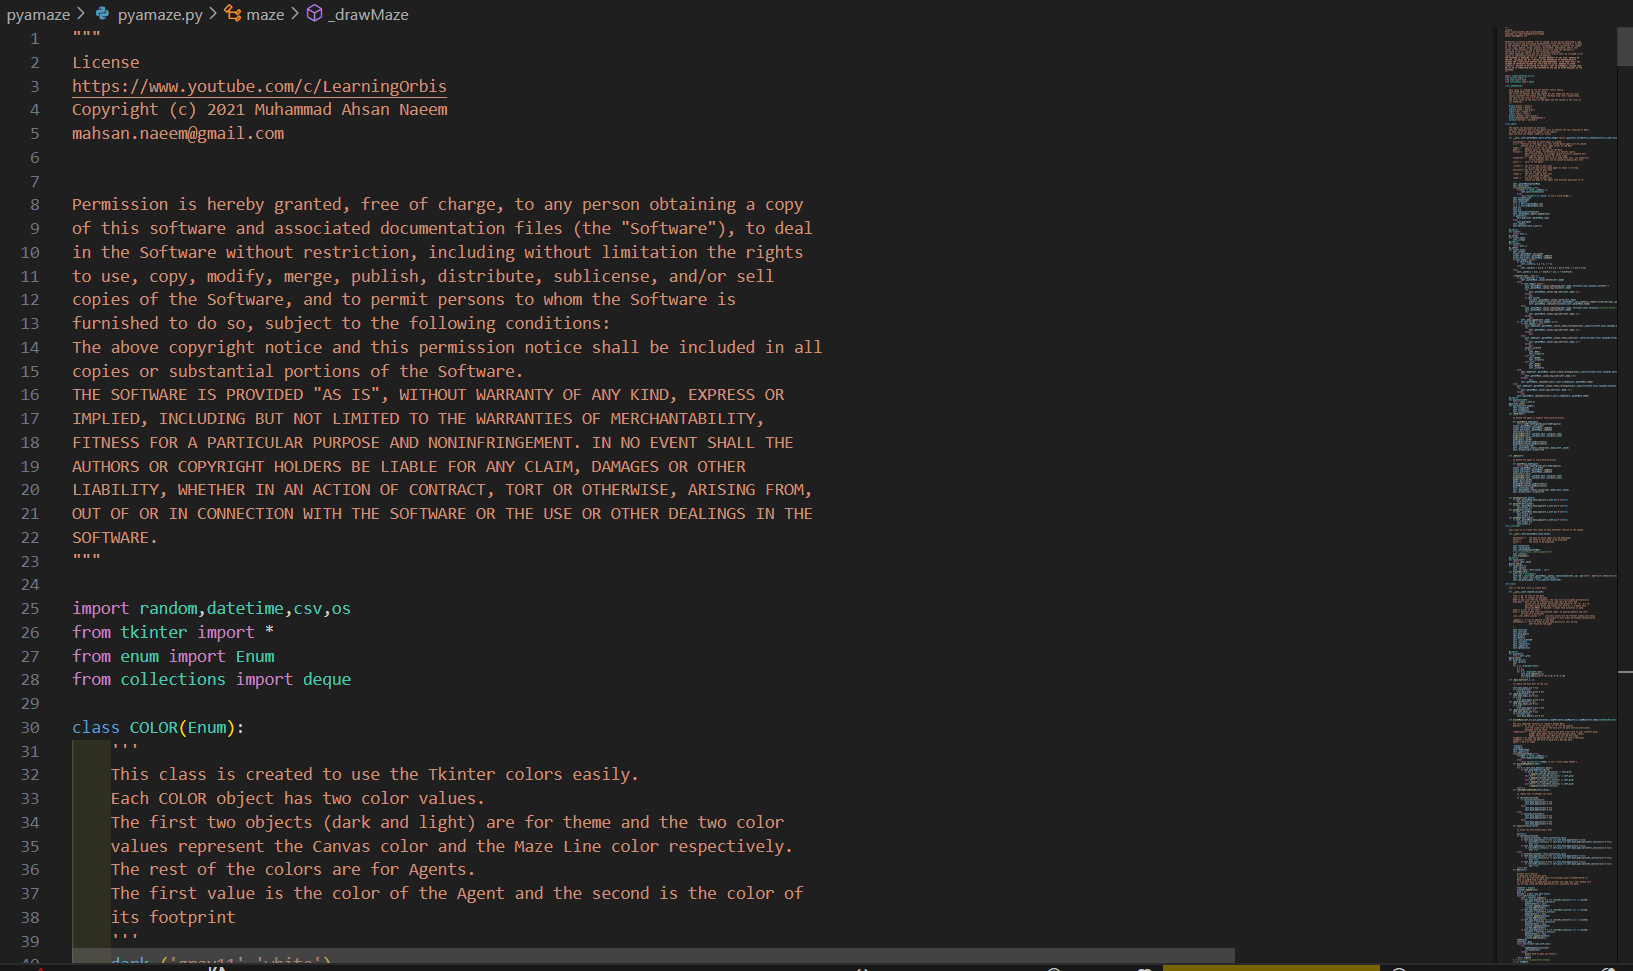 pyamaze > pyamaze.py > maze > _drawMaze
1 """
2 License
3 https://www.youtube.com/c/LearningOrbis
4 Copyright (c) 2021 Muhammad Ahsan Naeem
5 mahsan.naeem@gmail.com
6
7
8 Permission is hereby granted, free of charge, to any person obtaining a copy
9 of this software and associated documentation files (the "Software"), to deal
10 in the Software without restriction, including without limitation the rights
11 to use, copy, modify, merge, publish, distribute, sublicense, and/or sell
12 copies of the Software, and to permit persons to whom the Software is
13 furnished to do so, subject to the following conditions:
14 The above copyright notice and this permission notice shall be included in all
15 copies or substantial portions of the Software.
16 THE SOFTWARE IS PROVIDED "AS IS", WITHOUT WARRANTY OF ANY KIND, EXPRESS OR
17 IMPLIED, INCLUDING BUT NOT LIMITED TO THE WARRANTIES OF MERCHANTABILITY,
18 FITNESS FOR A PARTICULAR PURPOSE AND NONINFRINGEMENT. IN NO EVENT SHALL THE
19 AUTHORS OR COPYRIGHT HOLDERS BE LIABLE FOR ANY CLAIM, DAMAGES OR OTHER
20 LIABILITY, WHETHER IN AN ACTION OF CONTRACT, TORT OR OTHERWISE, ARISING FROM,
21 OUT OF OR IN CONNECTION WITH THE SOFTWARE OR THE USE OR OTHER DEALINGS IN THE
22 SOFTWARE.
23 """
24
25 import random,datetime,csv,os
26 from tkinter import *
27 from enum import Enum
28 from collections import deque
29
30 class COLOR(Enum):
31 '''
32 This class is created to use the Tkinter colors easily.
33 Each COLOR object has two color values.
34 The first two objects (dark and light) are for theme and the two color
35 values represent the Canvas color and the Maze Line color respectively.
36 The rest of the colors are for Agents.
37 The first value is the color of the Agent and the second is the color of
38 its footprint
39 '''
40 dark=('gray11','white')